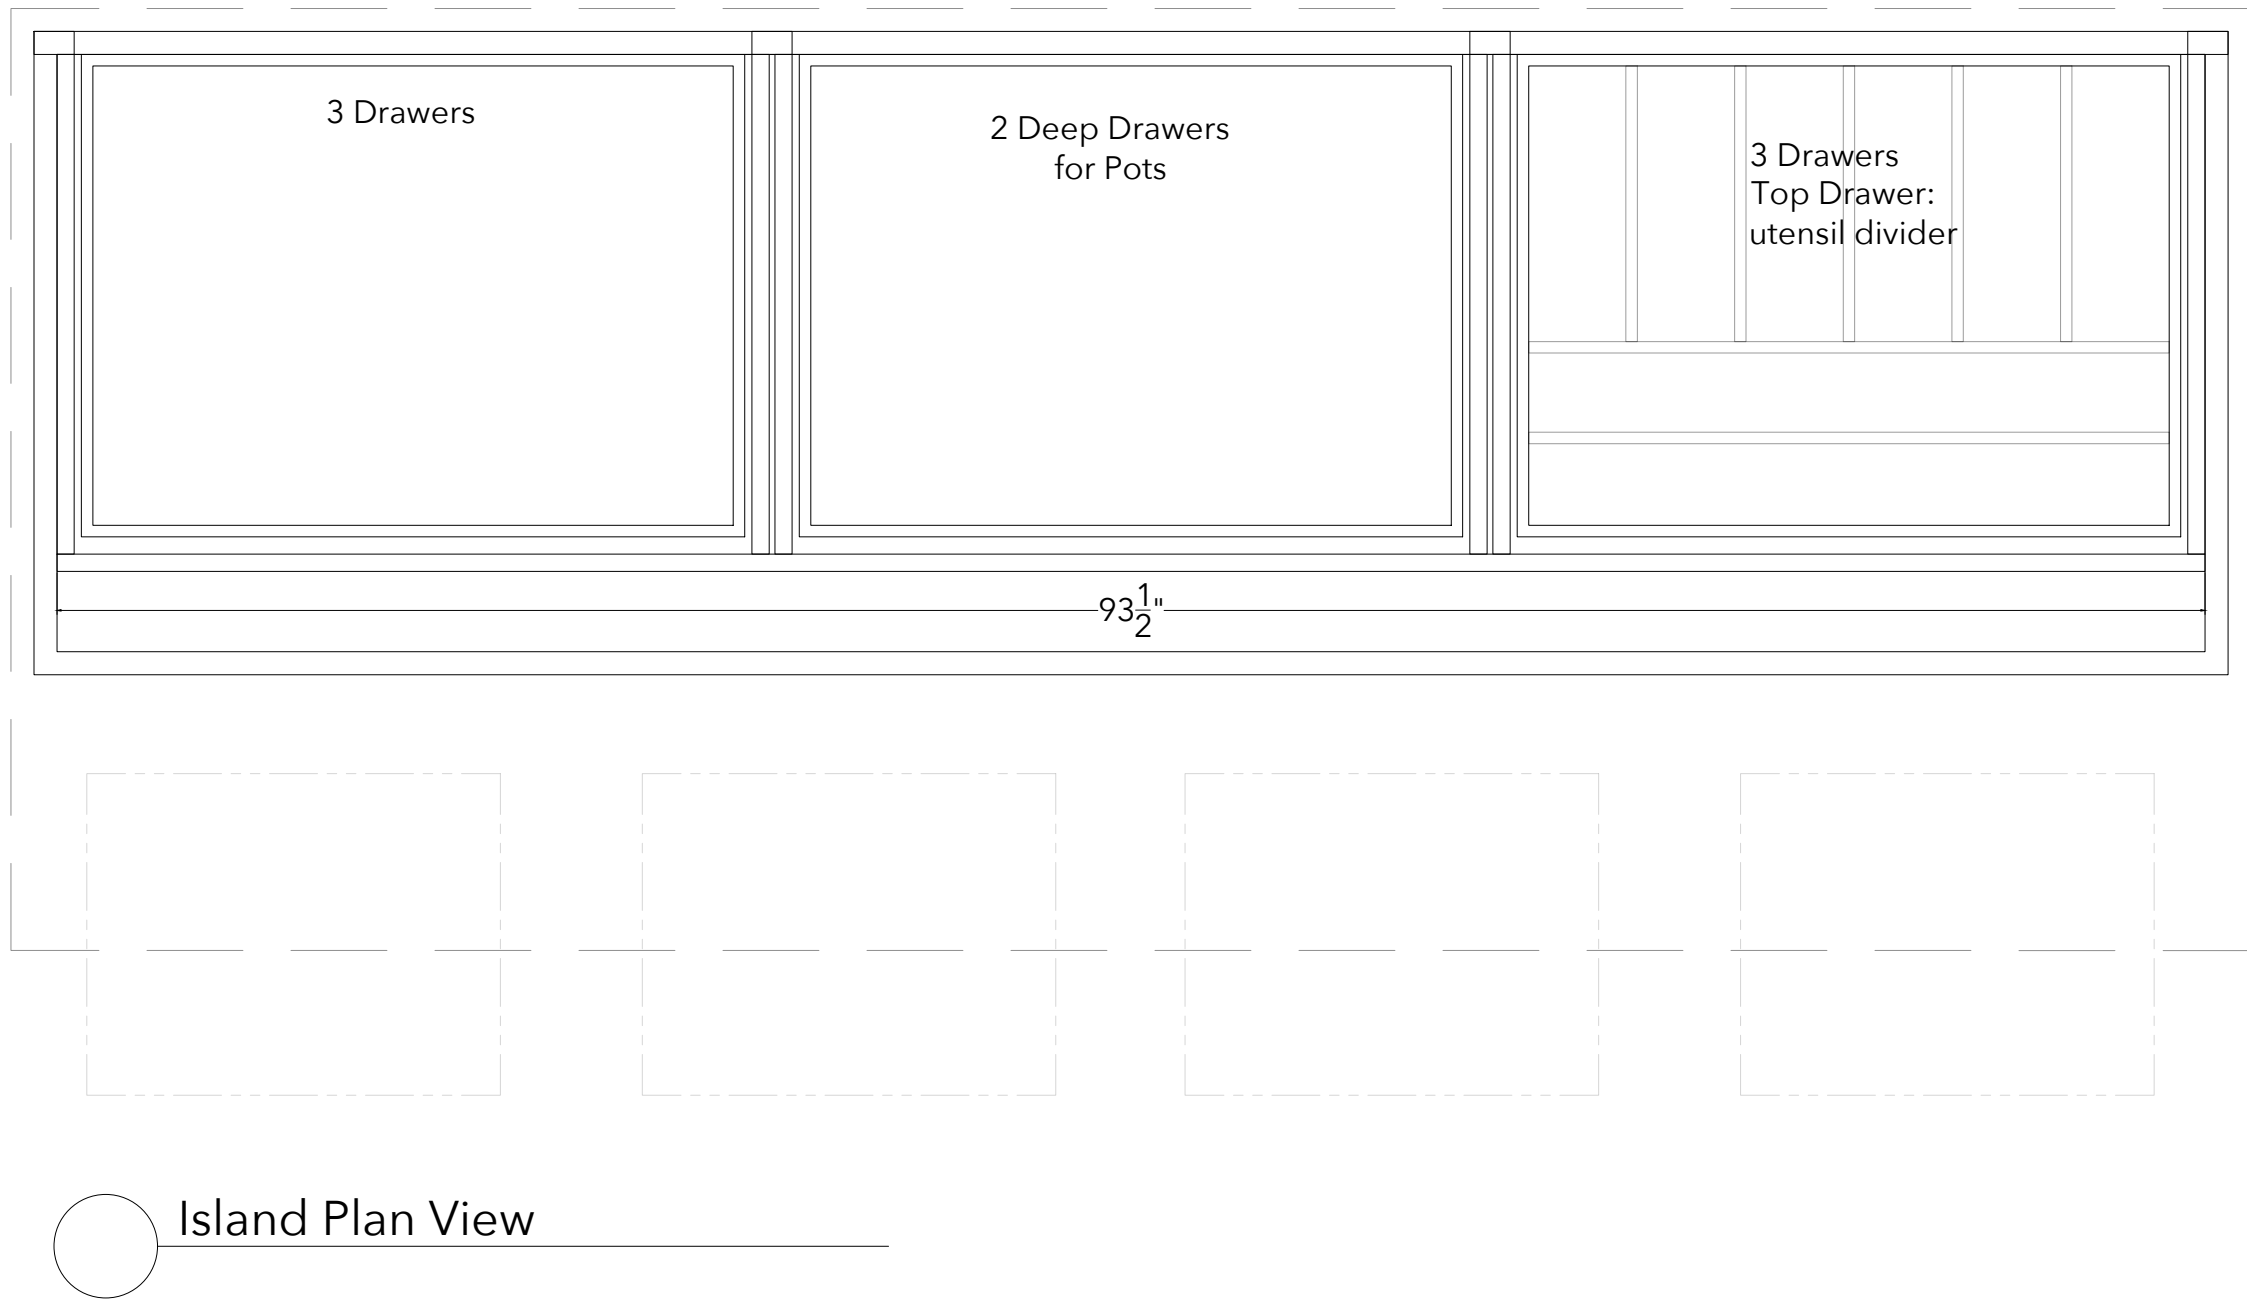 3 Drawers
2 Deep Drawers
for Pots
3 Drawers
Top Drawer:
utensil divider
93 1/2"
Island Plan View